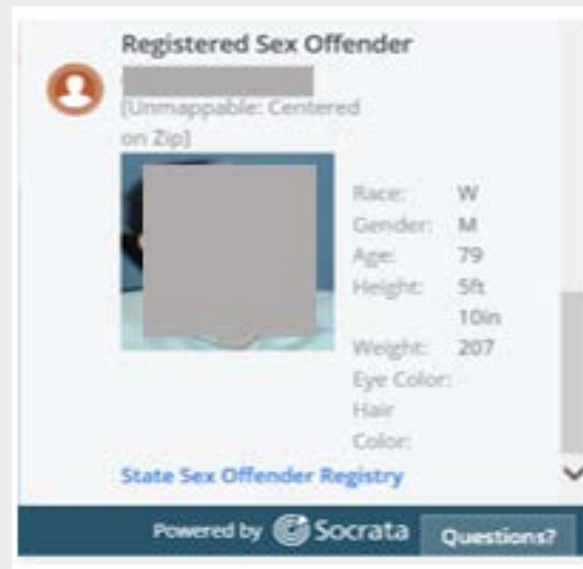 Registered Sex Offender
[Unmappable: Centered
on Zip]
Race: W
Gender: M
Age: 79
Height: 5ft
10in
Weight: 207
Eye Color:
Hair
Color:
State Sex Offender Registry
Powered by Socrata
Questions?